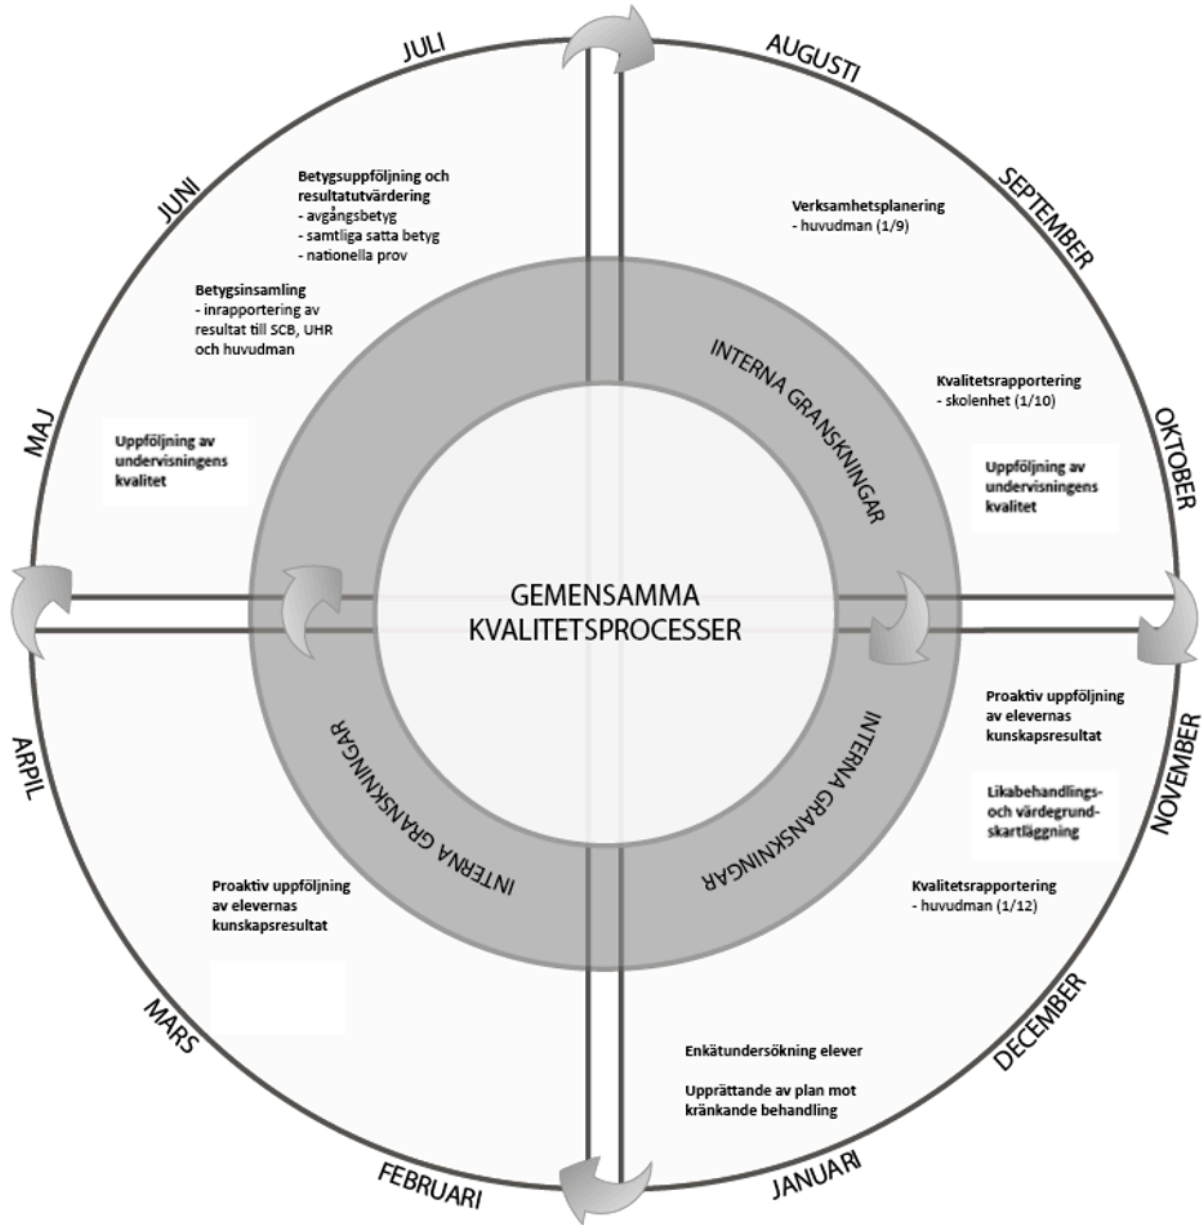 JULI
AUGUSTI
JUNI
SEPTEMBER
Betygsuppföljning och
resultatutvärdering
- avgångsbetyg
- samtliga satta betyg
- nationella prov
Verksamhetsplanering
- huvudman (1/9)
Betygsinsamling
- inrapportering av
resultat till SCB, UHR
och huvudman
INTERNA GRANSKNINGAR
Kvalitetsrapportering
- skolenhet (1/10)
MAJ
OKTOBER
Uppföljning av
undervisningens
kvalitet
Uppföljning av
undervisningens
kvalitet
GEMENSAMMA
KVALITETSPROCESSER
Proaktiv uppföljning
av elevernas
kunskapsresultat
ARPIL
NOVEMBER
INTERNA GRANSKNINGAR
INTERNA GRANSKNINGAR
Likabehandlings-
och värdegrund-
skartläggning
Proaktiv uppföljning
av elevernas
kunskapsresultat
Kvalitetsrapportering
- huvudman (1/12)
MARS
DECEMBER
Enkätundersökning elever
Upprättande av plan mot
kränkande behandling
FEBRUARI
JANUARI